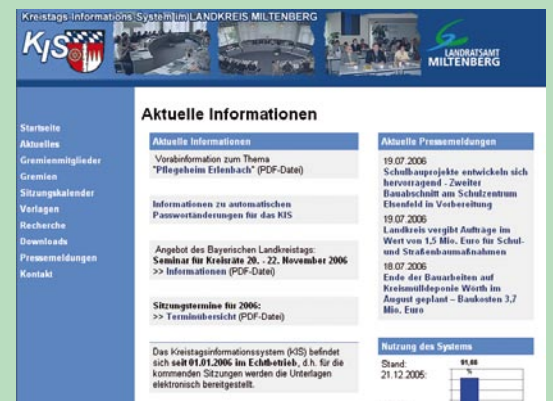 Kreistags-Informations-System im LANDKREIS MILTENBERG
KIS
LANDRATSAMT
MILTENBERG
Startseite
Aktuelles
Gremienmitglieder
Gremien
Sitzungskalender
Vorlagen
Recherche
Downloads
Pressemeldungen
Kontakt
Aktuelle Informationen
Aktuelle Informationen
Vorabinformation zum Thema
"Pflegeheim Erlenbach" (PDF-Datei)
Informationen zu automatischen
Passwortänderungen für das KIS
Angebot des Bayerischen Landkreistags:
Seminar für Kreisräte 20. - 22. November 2006
>> Informationen (PDF-Datei)
Sitzungstermine für 2006:
>> Terminübersicht (PDF-Datei)
Das Kreistagsinformationssystem (KIS) befindet
sich seit 01.01.2006 im Echtbetrieb, d.h. für die
kommenden Sitzungen werden die Unterlagen
elektronisch bereitgestellt.
Aktuelle Pressemeldungen
19.07.2006
Schulbauprojekte entwickeln sich
hervorragend - Zweiter
Bauabschnitt am Schulzentrum
Elsenfeld in Vorbereitung
19.07.2006
Landkreis vergibt Aufträge im
Wert von 1,5 Mio. Euro für Schul-
und Straßenbaumaßnahmen
18.07.2006
Ende der Bauarbeiten auf
Kreismülldeponie Wörth im
August geplant – Baukosten 3,7
Mio. Euro
Nutzung des Systems
Stand:
21.12.2005:
91,66
%